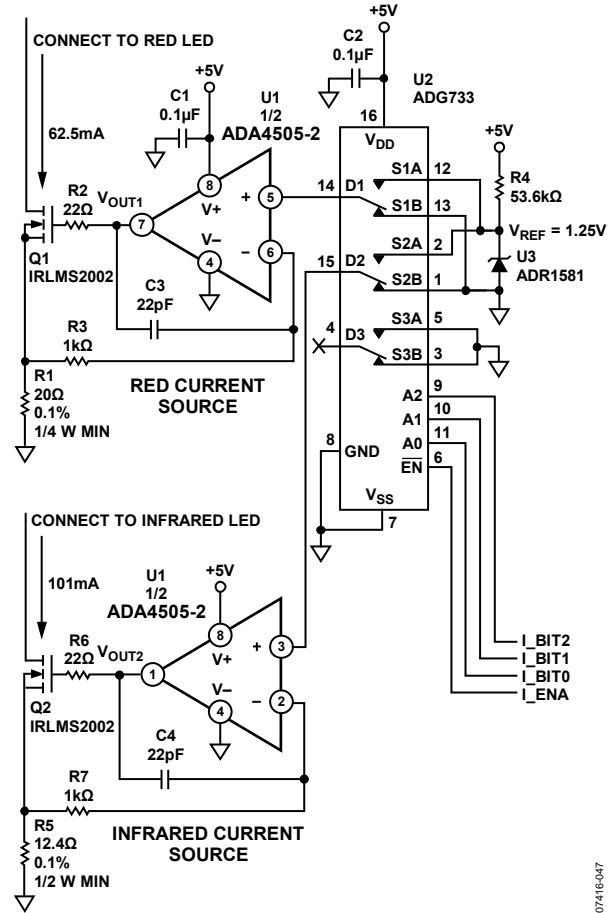 CONNECT TO RED LED
62.5mA
+5V
C1
0.1µF
U1
1/2
ADA4505-2
R2
22Ω
V_OUT1
7
8
V+
V–
4
+
5
–
6
Q1
IRLMS2002
C3
22pF
R3
1kΩ
R1
20Ω
0.1%
1/4 W MIN
RED CURRENT
SOURCE
C2
0.1µF
+5V
U2
ADG733
16
V_DD
14
D1
S1A
12
S1B
13
S2A
2
15
D2
S2B
1
S3A
5
4
D3
S3B
3
A2
9
A1
10
A0
11
EN
6
8
GND
V_SS
7
+5V
R4
53.6kΩ
V_REF = 1.25V
U3
ADR1581
I_BIT2
I_BIT1
I_BIT0
I_ENA
CONNECT TO INFRARED LED
101mA
U1
1/2
ADA4505-2
+5V
R6
22Ω
V_OUT2
1
8
V+
V–
4
+
3
–
2
Q2
IRLMS2002
C4
22pF
R7
1kΩ
R5
12.4Ω
0.1%
1/2 W MIN
INFRARED CURRENT
SOURCE
07416-047